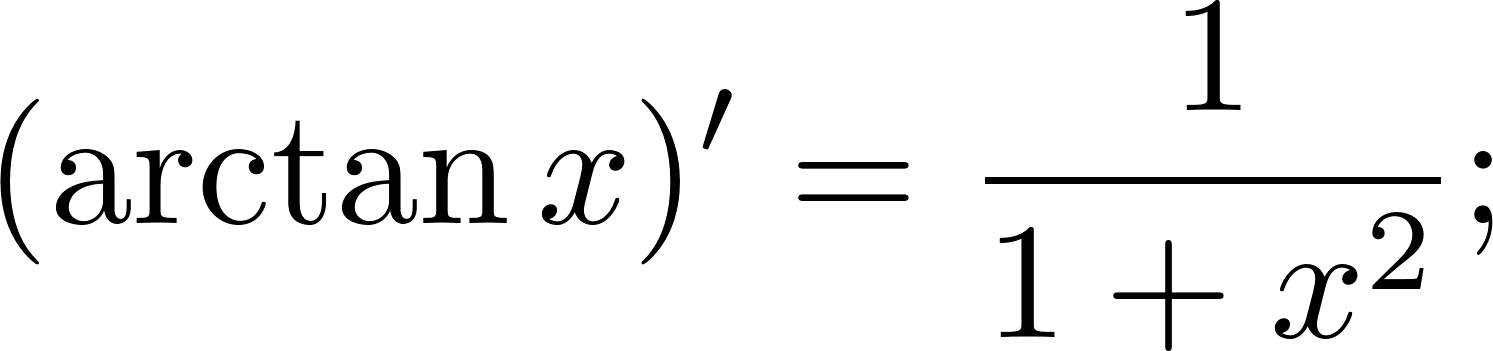 (arctan x)′ = 1/(1 + x²);